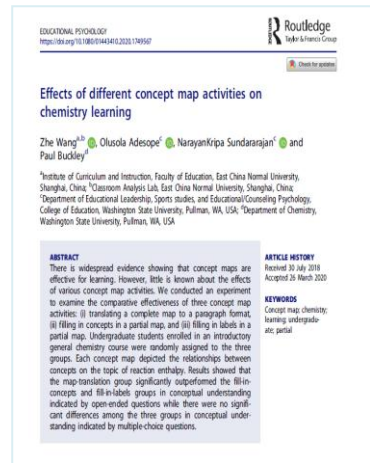 EDUCATIONAL PSYCHOLOGY
https://doi.org/10.1080/01443410.2020.1749567
Routledge
Taylor & Francis Group
Check for updates
Effects of different concept map activities on
chemistry learning
Zhe Wang a,b, Olusola Adesope c, NarayanKripa Sundararajan c and
Paul Buckley d
aInstitute of Curriculum and Instruction, Faculty of Education, East China Normal University,
Shanghai, China; bClassroom Analysis Lab, East China Normal University, Shanghai, China;
cDepartment of Educational Leadership, Sports studies, and Educational/Counseling Psychology,
College of Education, Washington State University, Pullman, WA, USA; dDepartment of Chemistry,
Washington State University, Pullman, WA, USA
ABSTRACT
There is widespread evidence showing that concept maps are
effective for learning. However, little is known about the effects
of various concept map activities. We conducted an experiment
to examine the comparative effectiveness of three concept map
activities: (i) translating a complete map to a paragraph format,
(ii) filling in concepts in a partial map, and (iii) filling in labels in a
partial map. Undergraduate students enrolled in an introductory
general chemistry course were randomly assigned to the three
groups. Each concept map depicted the relationships between
concepts on the topic of reaction enthalpy. Results showed that
the map-translation group significantly outperformed the fill-in-
concepts and fill-in-labels groups in conceptual understanding
indicated by open-ended questions while there were no signifi-
cant differences among the three groups in conceptual under-
standing indicated by multiple-choice questions.
ARTICLE HISTORY
Received 30 July 2018
Accepted 26 March 2020
KEYWORDS
Concept map; chemistry;
learning; undergradu-
ate; partial